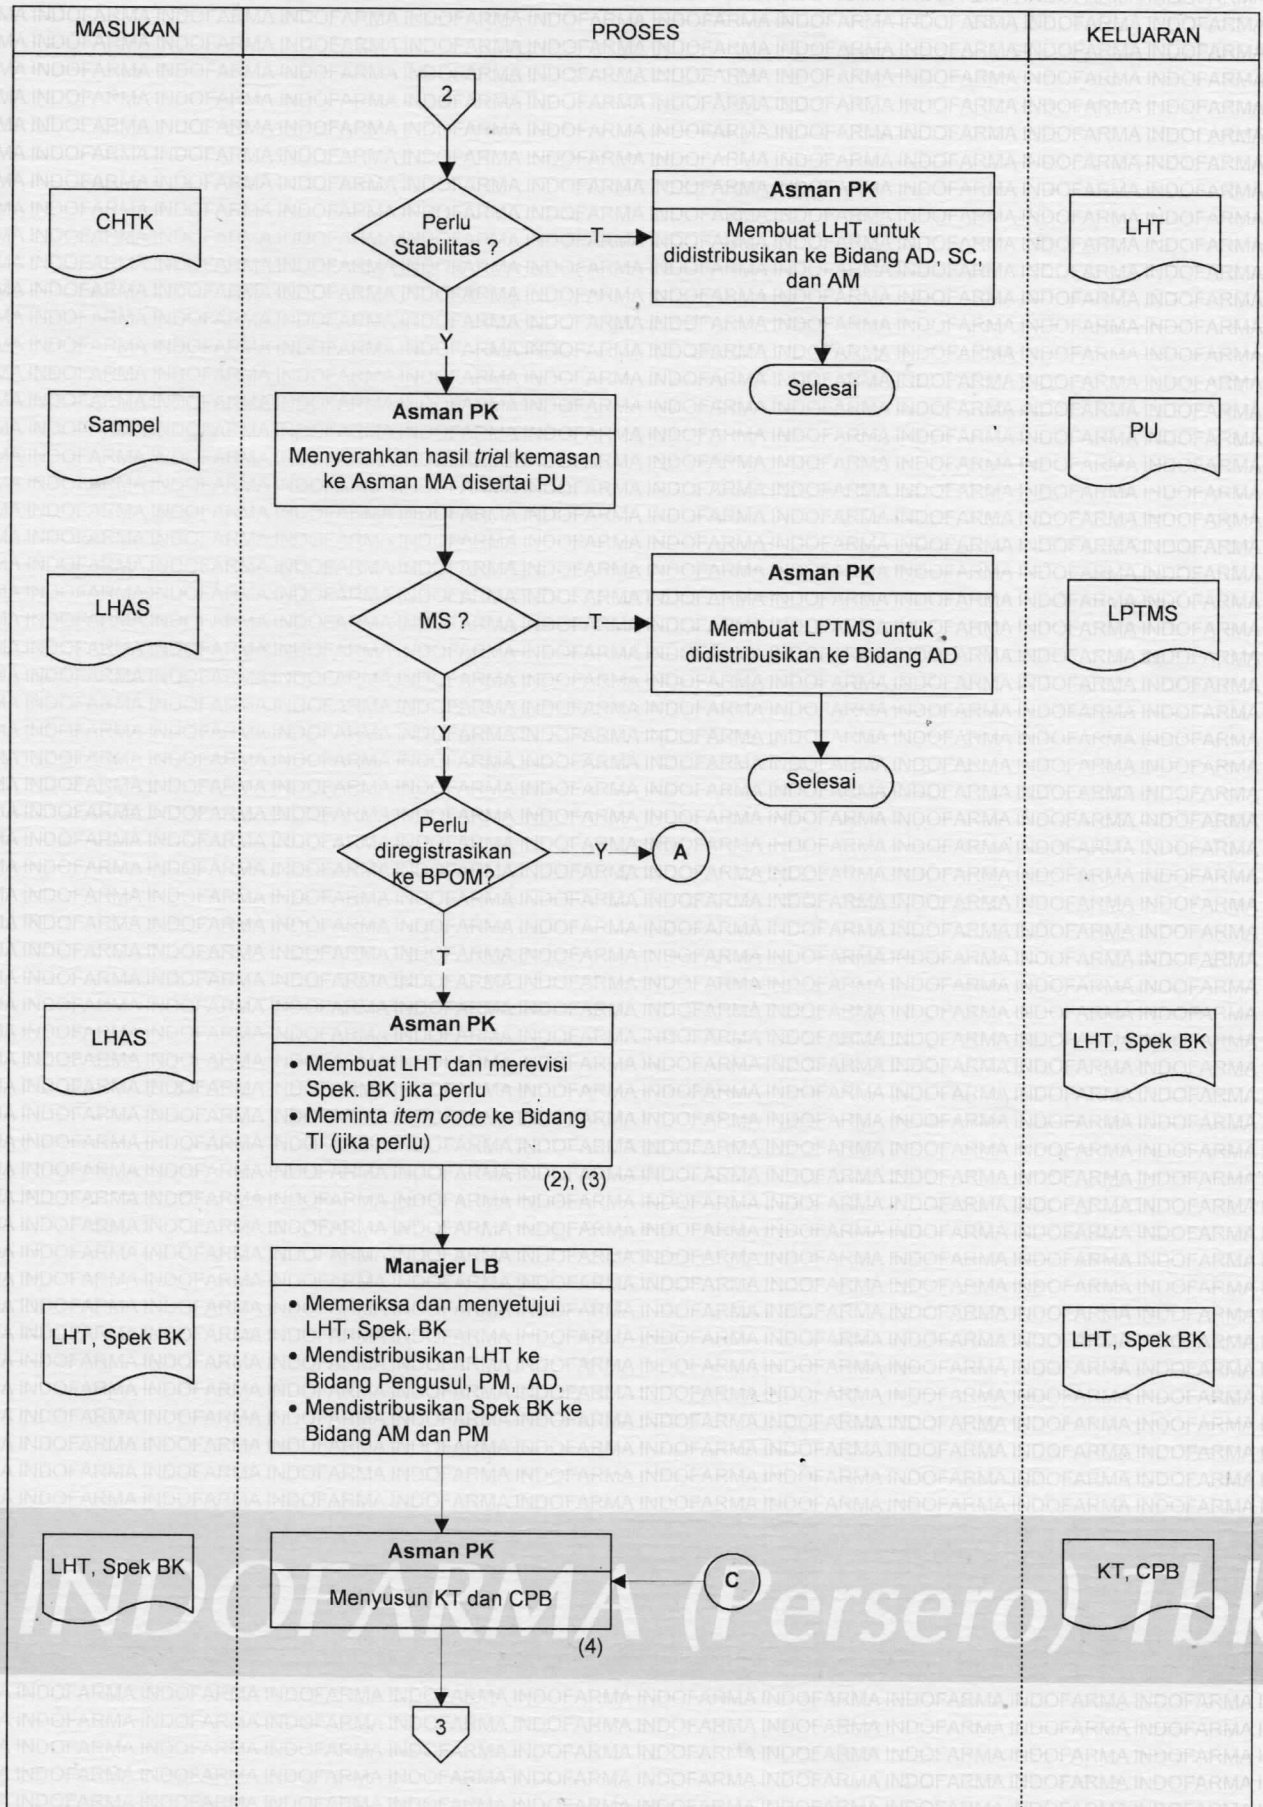 MASUKAN
PROSES
KELUARAN
2
CHTK
Perlu
Stabilitas ?
T
Asman PK
Membuat LHT untuk
didistribusikan ke Bidang AD, SC,
dan AM
LHT
Y
Selesai
Sampel
Asman PK
Menyerahkan hasil trial kemasan
ke Asman MA disertai PU
PU
LHAS
MS ?
T
Asman PK
Membuat LPTMS untuk
didistribusikan ke Bidang AD
LPTMS
Y
Selesai
Perlu
diregistrasikan
ke BPOM?
Y
A
T
LHAS
Asman PK
• Membuat LHT dan merevisi
Spek. BK jika perlu
• Meminta item code ke Bidang
TI (jika perlu)
(2), (3)
LHT, Spek BK
LHT, Spek BK
Manajer LB
• Memeriksa dan menyetujui
LHT, Spek, BK
• Mendistribusikan LHT ke
Bidang Pengusul, PM, AD,
• Mendistribusikan Spek BK ke
Bidang AM dan PM
LHT, Spek BK
LHT, Spek BK
Asman PK
Menyusun KT dan CPB
(4)
C
KT, CPB
INDOFARMA (Persero) Tbk
3